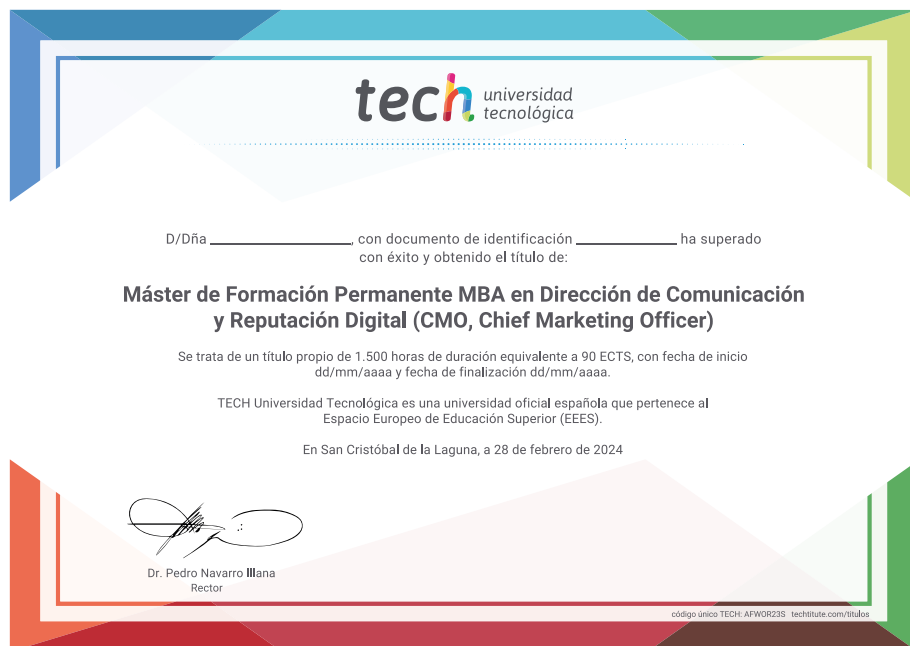 tech universidad
tecnológica
D/Dña ____________, con documento de identificación ____________ ha superado
con éxito y obtenido el título de:
Máster de Formación Permanente MBA en Dirección de Comunicación
y Reputación Digital (CMO, Chief Marketing Officer)
Se trata de un título propio de 1.500 horas de duración equivalente a 90 ECTS, con fecha de inicio
dd/mm/aaaa y fecha de finalización dd/mm/aaaa.
TECH Universidad Tecnológica es una universidad oficial española que pertenece al
Espacio Europeo de Educación Superior (EEES).
En San Cristóbal de la Laguna, a 28 de febrero de 2024
Dr. Pedro Navarro Illana
Rector
código único TECH: AFWOR23S techtitute.com/titulos